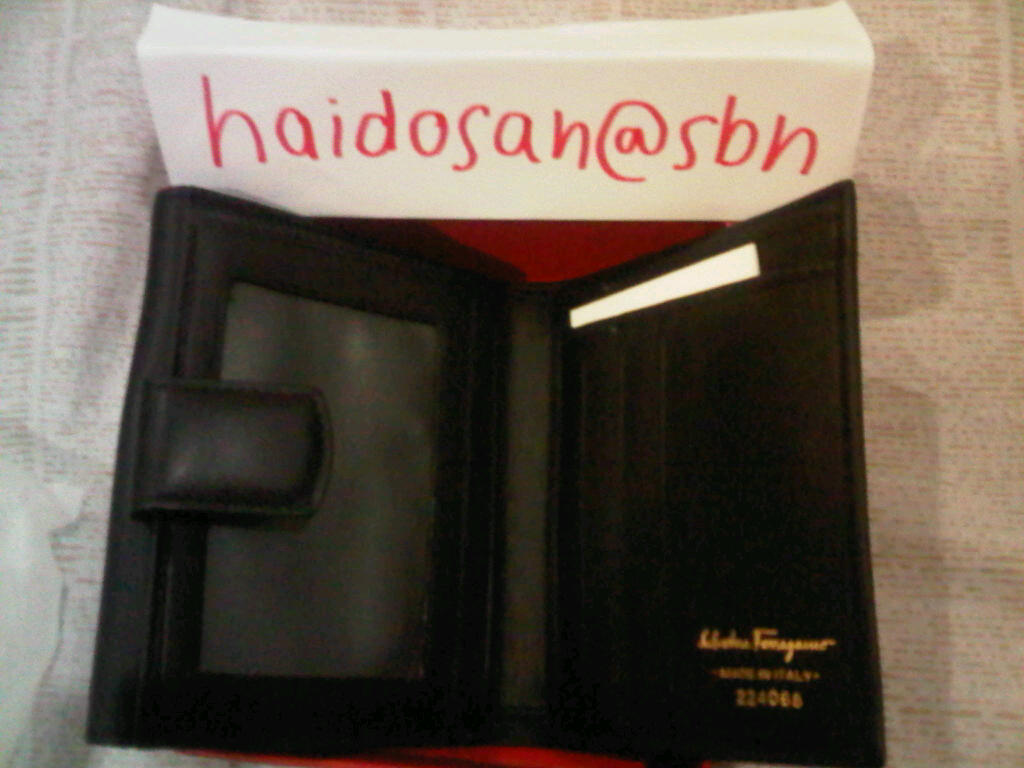 haidosan@sbn
Salvatore Ferragamo
MADE IN ITALY
224068